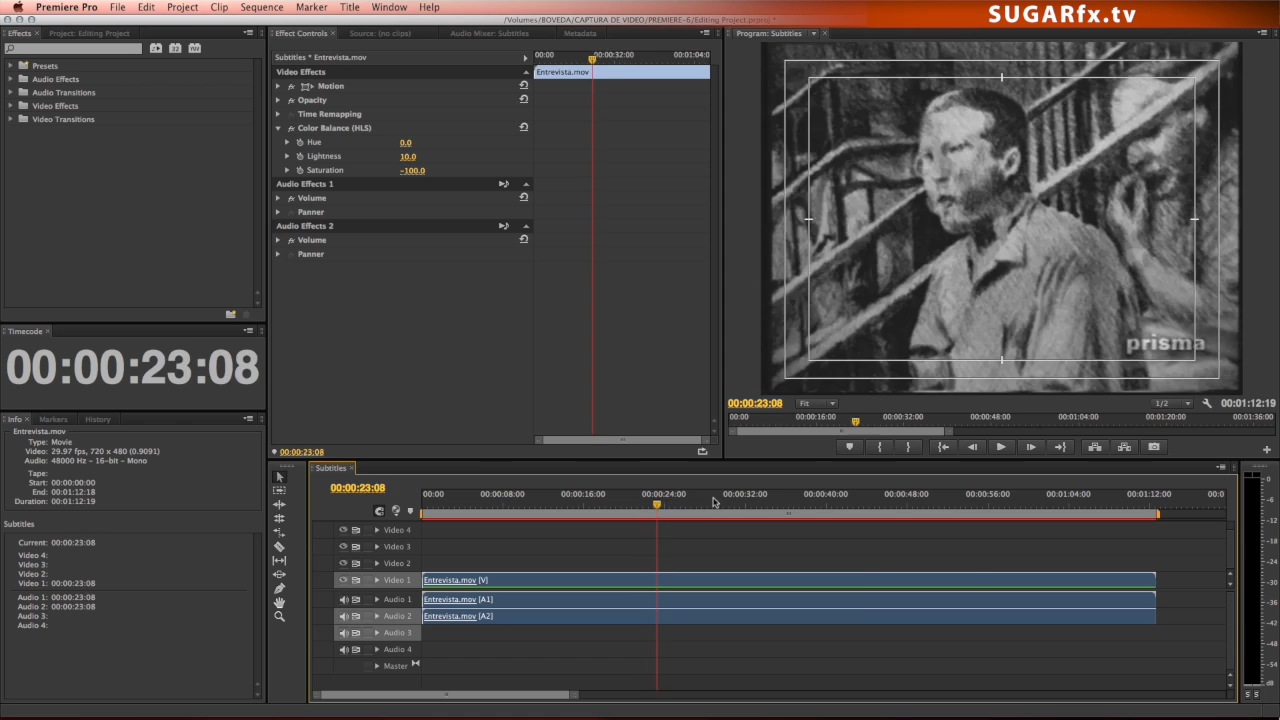 Premiere Pro File Edit Project Clip Sequence Marker Title Window Help
SUGARfx.tv
/Volumes/BOVEDA/CAPTURA DE VIDEO/PREMIERE-6/Editing Project.prproj *
Effects Project: Editing Project
Presets
Audio Effects
Audio Transitions
Video Effects
Video Transitions
Effect Controls Source: (no clips) Audio Mixer: Subtitles Metadata
Subtitles * Entrevista.mov
00:00 00:00:32:00 00:01:04:0
Video Effects
Entrevista.mov
Motion
Opacity
Time Remapping
Color Balance (HLS)
Hue 0.0
Lightness 10.0
Saturation -100.0
Audio Effects 1
Volume
Panner
Audio Effects 2
Volume
Panner
00:00:23:08
Program: Subtitles
prisma
00:00:23:08 Fit 1/2 00:01:12:19
00:00 00:00:16:00 00:00:32:00 00:00:48:00 00:01:04:00 00:01:20:00 00:01:36:00
Timecode
00:00:23:08
Info Markers History
Entrevista.mov
Type: Movie
Video: 29.97 fps, 720 x 480 (0.9091)
Audio: 48000 Hz - 16-bit - Mono
Tape:
Start: 00:00:00:00
End: 00:01:12:18
Duration: 00:01:12:19
Subtitles
Current: 00:00:23:08
Video 4:
Video 3:
Video 2:
Video 1: 00:00:23:08
Audio 1: 00:00:23:08
Audio 2: 00:00:23:08
Audio 3:
Audio 4:
Subtitles
00:00:23:08
00:00 00:00:08:00 00:00:16:00 00:00:24:00 00:00:32:00 00:00:40:00 00:00:48:00 00:00:56:00 00:01:04:00 00:01:12:00 00:0
Video 4
Video 3
Video 2
Video 1 Entrevista.mov [V]
Audio 1 Entrevista.mov [A1]
Audio 2 Entrevista.mov [A2]
Audio 3
Audio 4
Master
0
-6
-12
-18
-24
-30
-36
-42
-48
-54
dB
S S